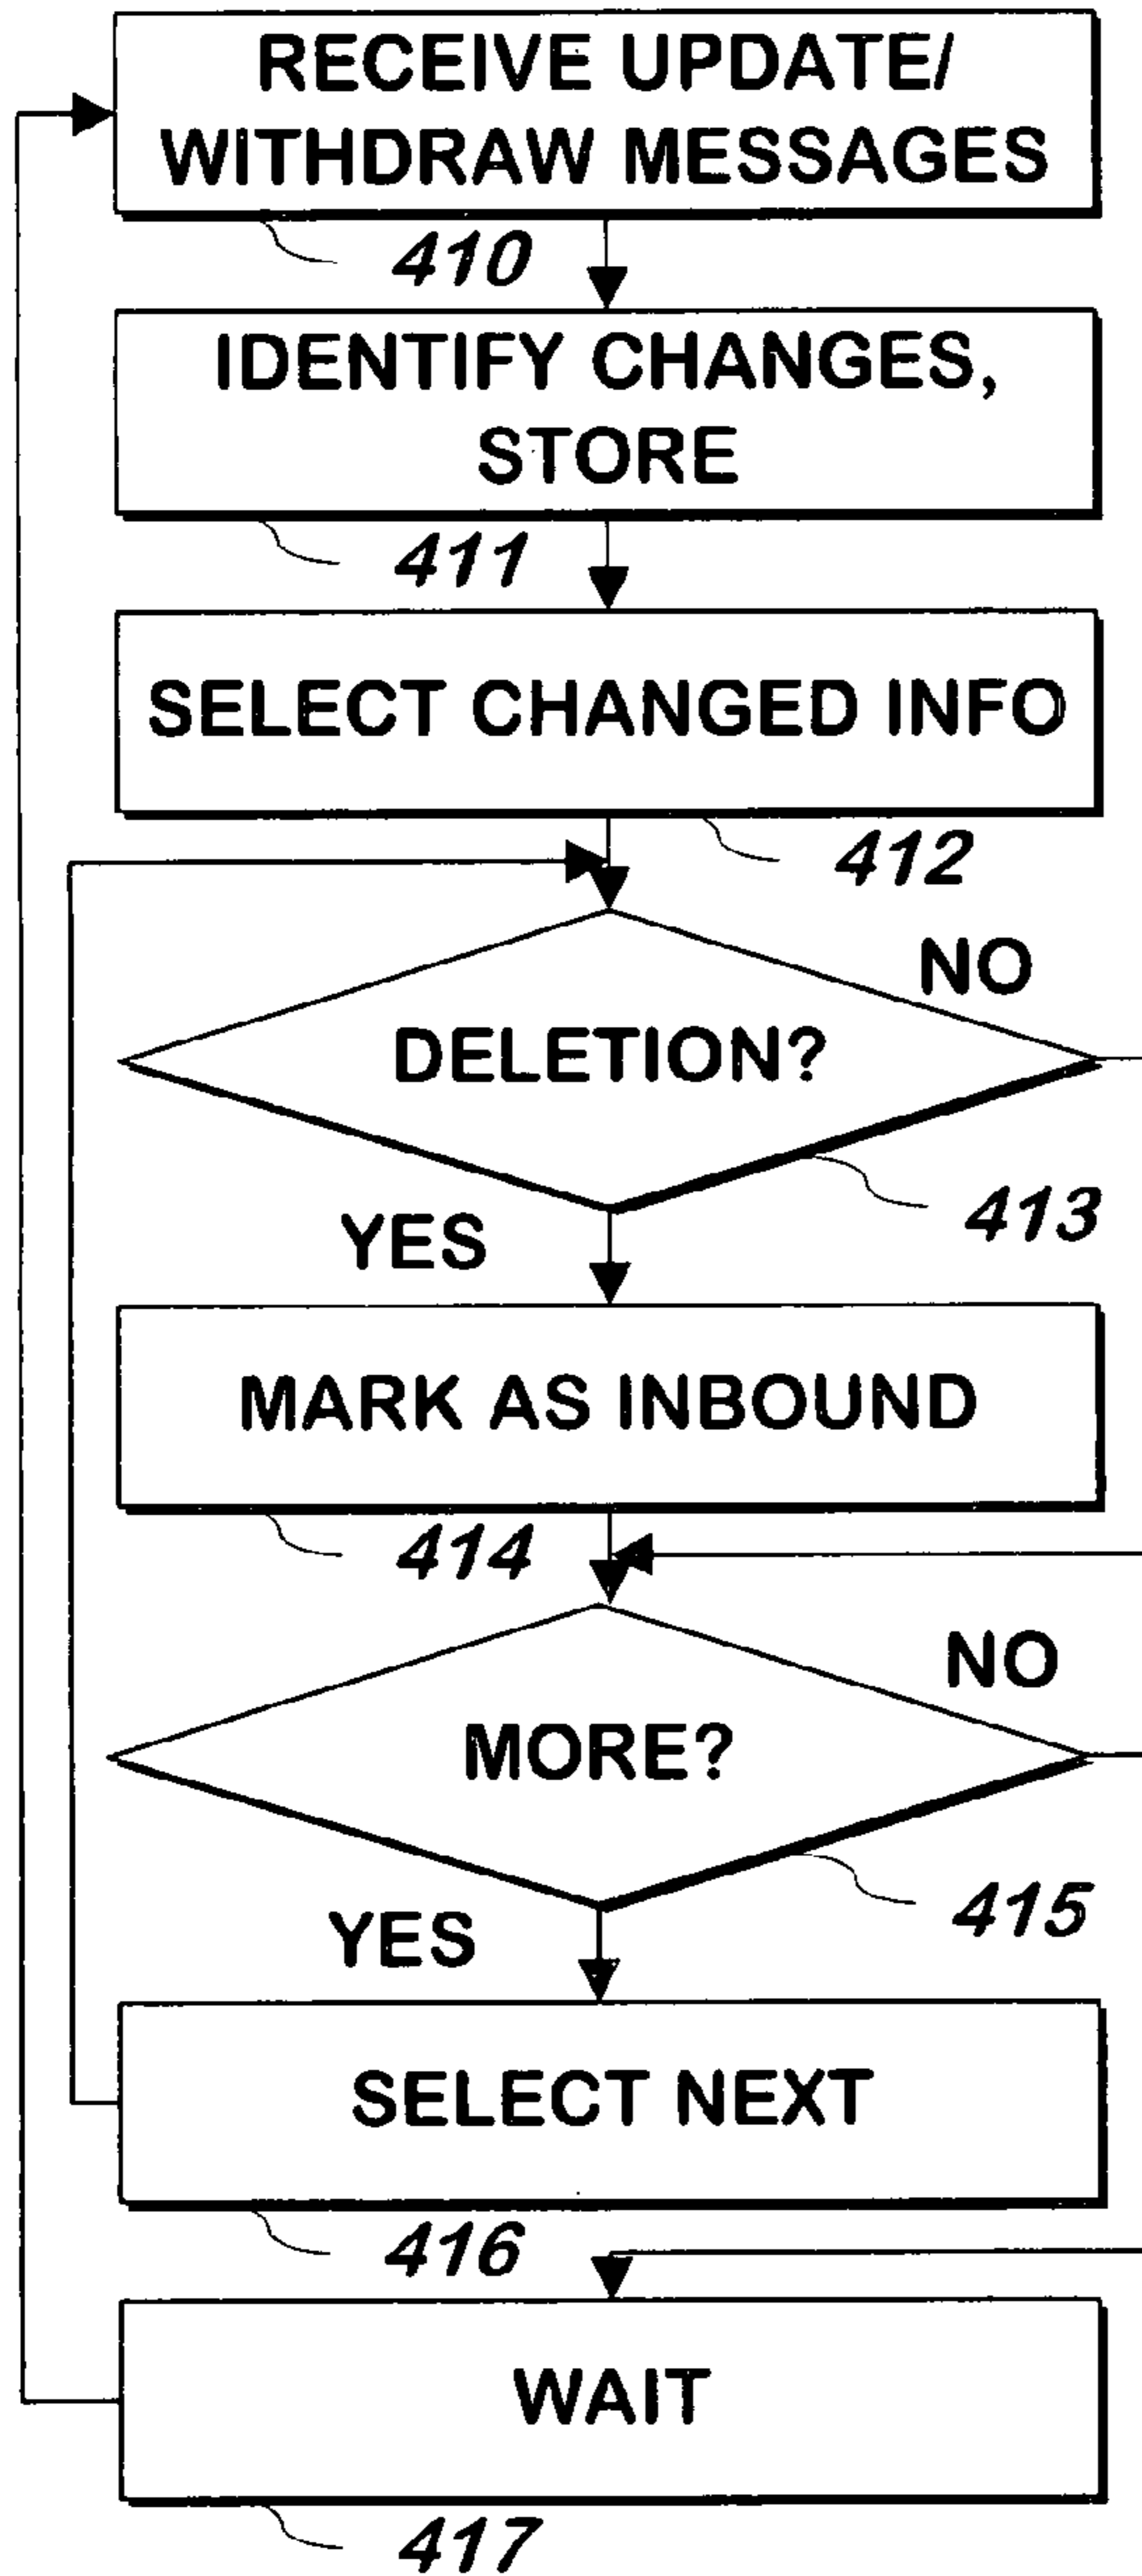 RECEIVE UPDATE/
WITHDRAW MESSAGES
410
IDENTIFY CHANGES,
STORE
411
SELECT CHANGED INFO
412
NO
DELETION?
413
YES
MARK AS INBOUND
414
NO
MORE?
415
YES
SELECT NEXT
416
WAIT
417